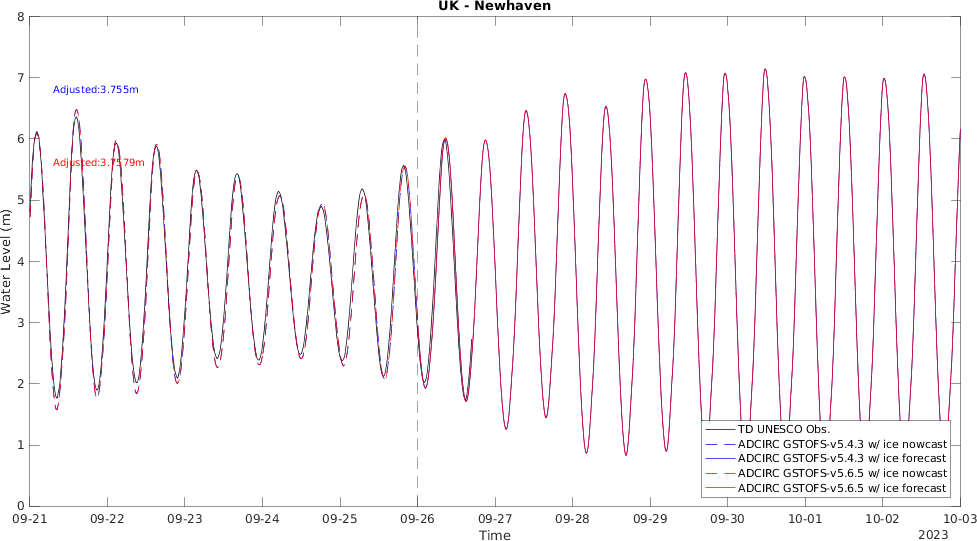 UK - Newhaven
8
7
6
5
4
3
2
1
0
Water Level (m)
Adjusted:3.755m
Adjusted:3.7579m
TD UNESCO Obs.
ADCIRC GSTOFS-v5.4.3 w/ ice nowcast
ADCIRC GSTOFS-v5.4.3 w/ ice forecast
ADCIRC GSTOFS-v5.6.5 w/ ice nowcast
ADCIRC GSTOFS-v5.6.5 w/ ice forecast
09-21 09-22 09-23 09-24 09-25 09-26 09-27 09-28 09-29 09-30 10-01 10-02 10-03
Time
2023